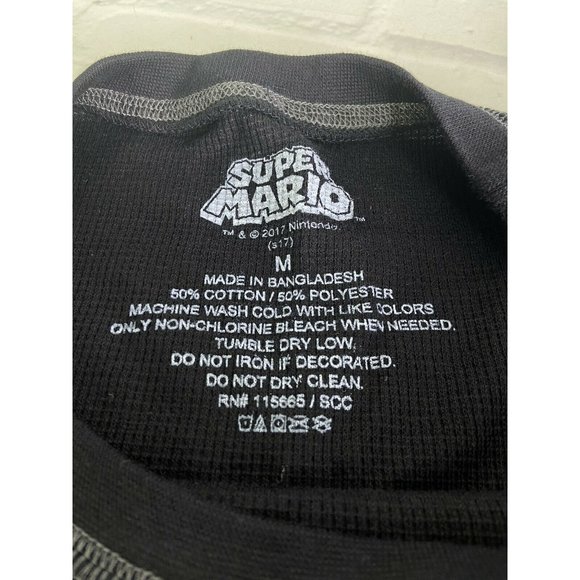 SUPER
MARIO
™ & © 2017 Nintendo.
(s17)
M
MADE IN BANGLADESH
50% COTTON / 50% POLYESTER
MACHINE WASH COLD WITH LIKE COLORS
ONLY NON-CHLORINE BLEACH WHEN NEEDED.
TUMBLE DRY LOW.
DO NOT IRON IF DECORATED.
DO NOT DRY CLEAN.
RN# 115665 / SCC